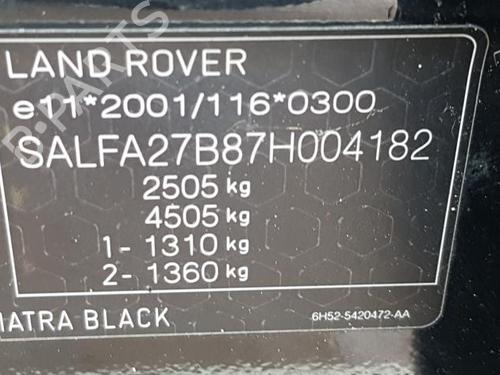 B-PARTS
LAND ROVER
e11*2001/116*0300
SALFA27B87H004182
2505 kg
4505 kg
1- 1310 kg
2- 1360 kg
MATRA BLACK
6H52-5420472-AA